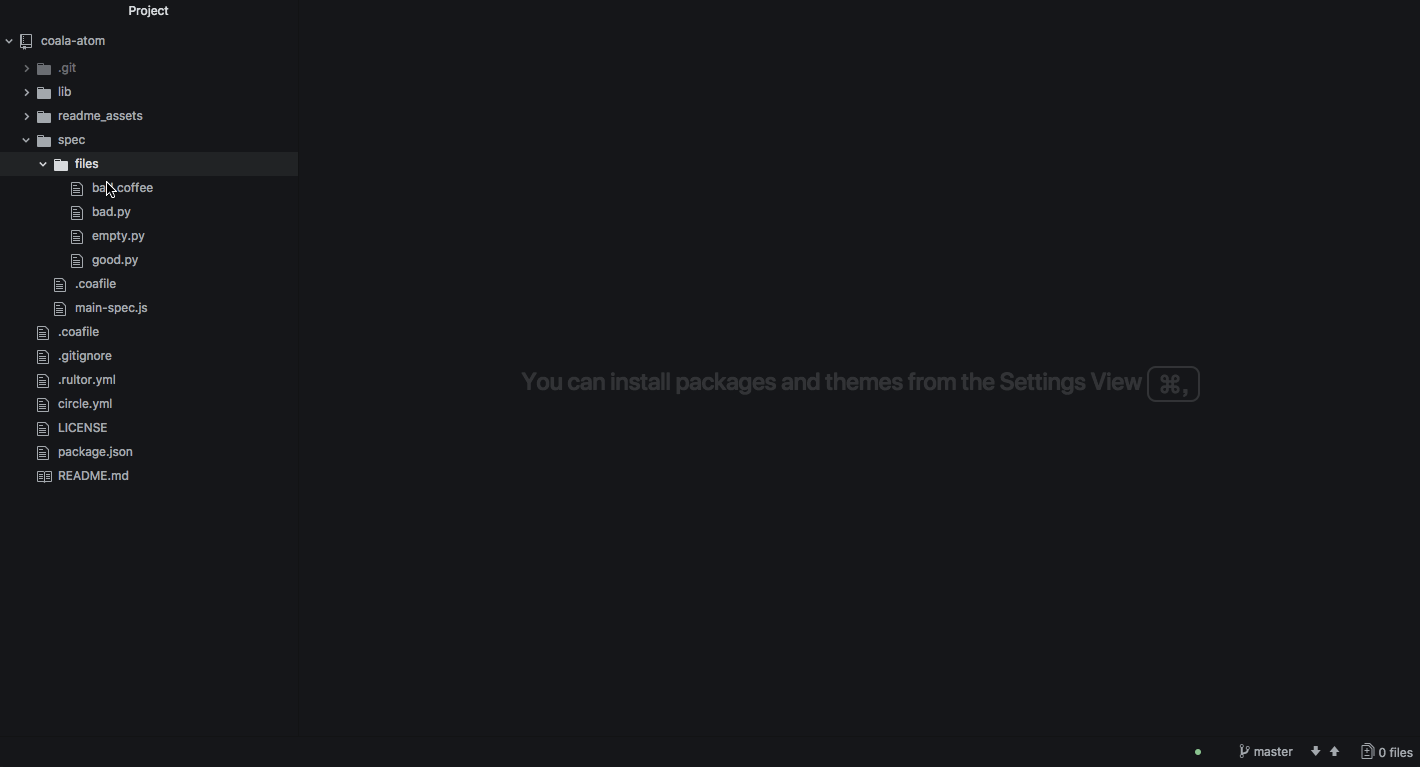 Project
coala-atom
.git
lib
readme_assets
spec
files
bad.coffee
bad.py
empty.py
good.py
.coafile
main-spec.js
.coafile
.gitignore
.rultor.yml
circle.yml
LICENSE
package.json
README.md
You can install packages and themes from the Settings View ⌘,
master 0 files